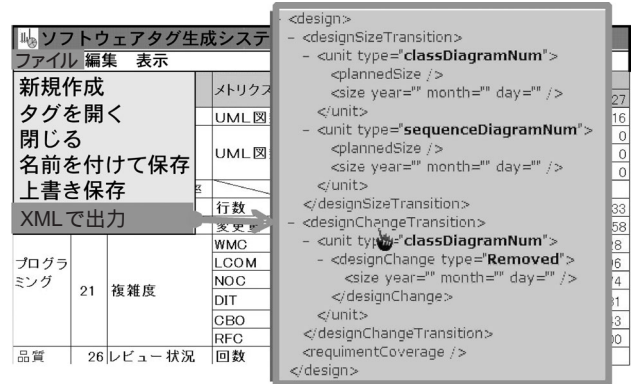 ソフトウェアタグ生成システ
ファイル 編集 表示
新規作成
タグを開く
閉じる
名前を付けて保存
上書き保存
XMLで出力
メトリクス
UML図
UML図
行数
WMC
プログラミング
21
複雑度
LCOM
NOC
DIT
CBO
RFC
品質
26
レビュー状況
回数
<design>
- <designSizeTransition>
- <unit type="classDiagramNum">
<plannedSize />
<size year="" month="" day="" />
</unit>
- <unit type="sequenceDiagramNum">
<plannedSize />
<size year="" month="" day="" />
</unit>
</designSizeTransition>
- <designChangeTransition>
- <unit type="classDiagramNum">
- <designChange type="Removed">
<size year="" month="" day="" />
</designChange>
</unit>
</designChangeTransition>
<requimentCoverage />
</design>
27
16
0
0
0
33
58